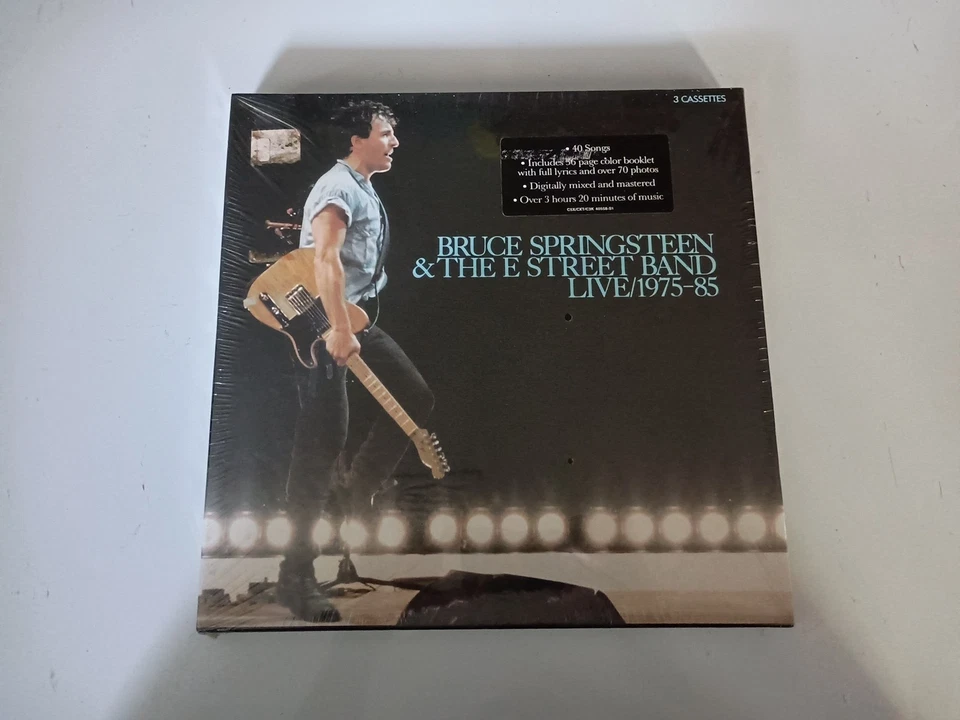 3 CASSETTES
• 40 Songs
• Includes 36 page color booklet
with full lyrics and over 70 photos
• Digitally mixed and mastered
• Over 3 hours 20 minutes of music
BRUCE SPRINGSTEEN
& THE E STREET BAND
LIVE/1975–85